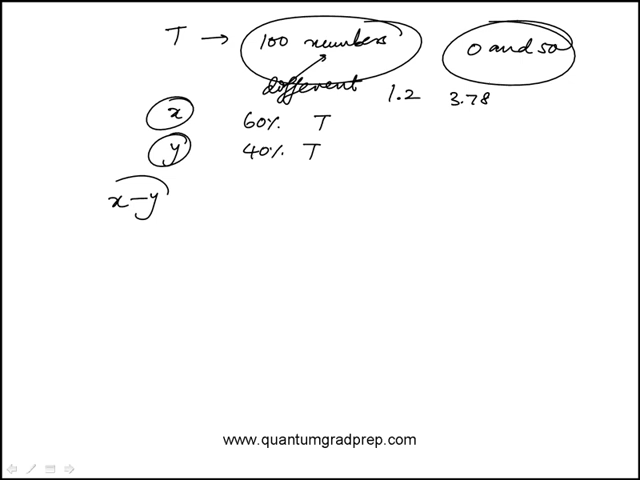 T → 100 numbers 0 and 50
different 1.2 3.78
x 60% T
y 40% T
x-y
www.quantumgradprep.com